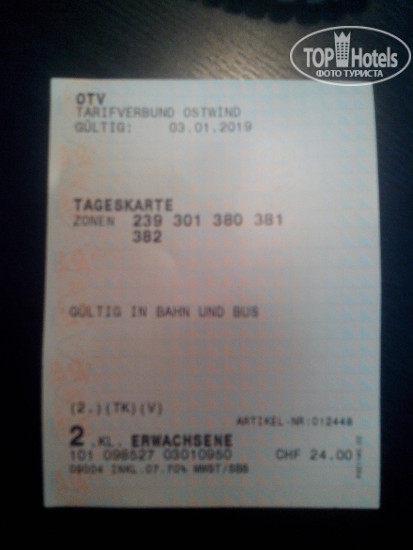 TOP Hotels
ФОТО ТУРИСТА
OTV
TARIFVERBUND OSTWIND
GÜLTIG: 03.01.2019
TAGESKARTE
ZONEN 239 301 380 381
382
GÜLTIG IN BAHN UND BUS
(2.)(TK)(V)
ARTIKEL-NR:012448
2.KL. ERWACHSENE
101 098527 03010950 CHF 24.00
09004 INKL.07.70% MWST/SBB